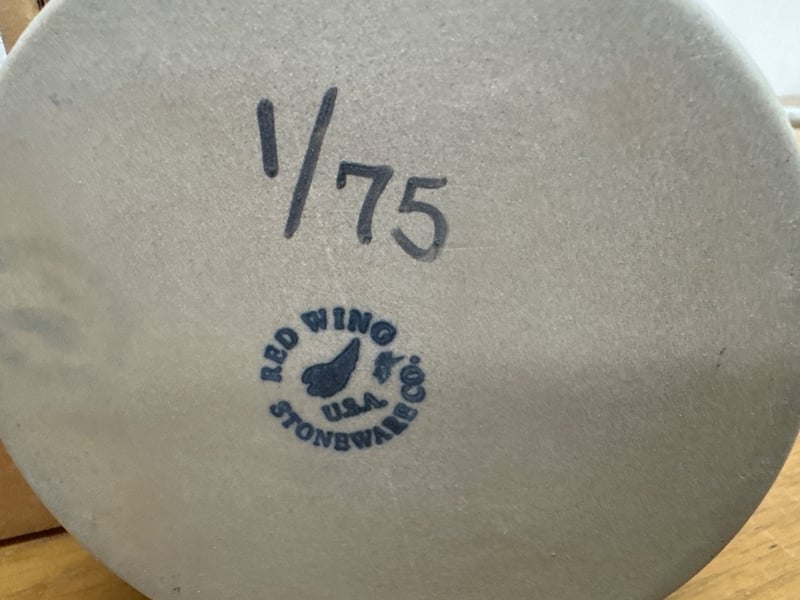 1/75
RED WING
STONEWARE CO.
U.S.A.